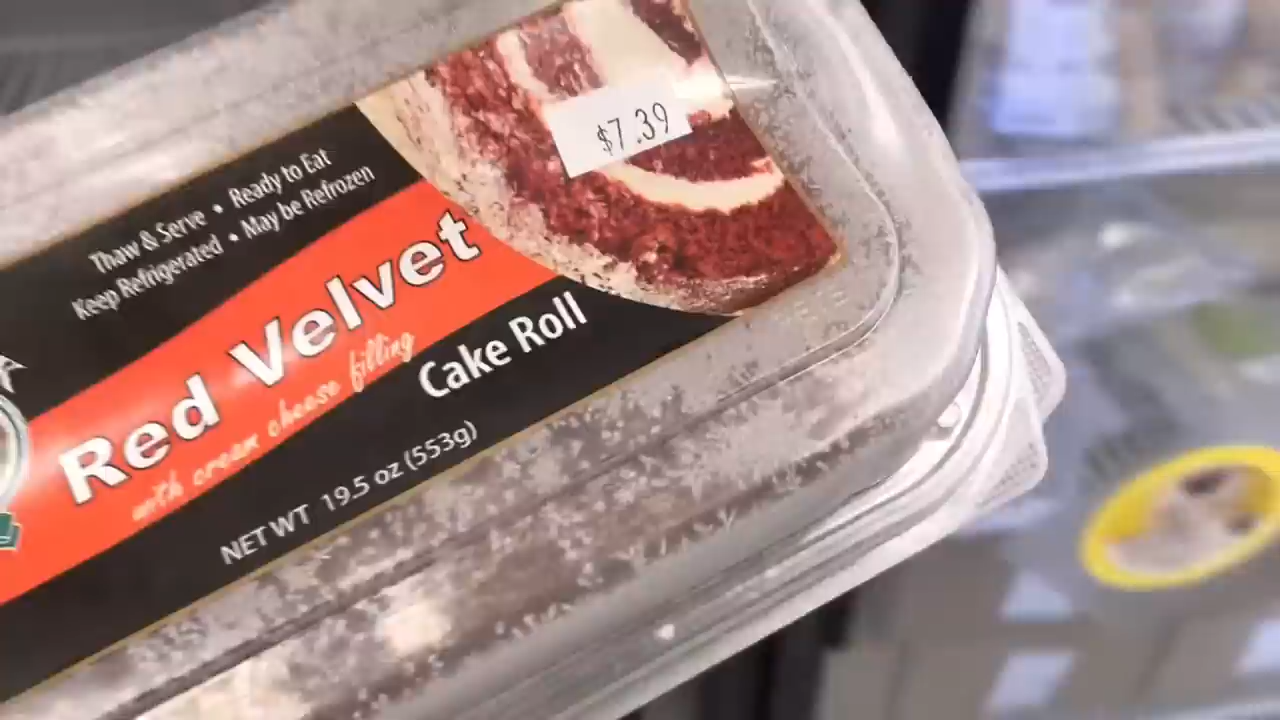 $7.39
Thaw & Serve • Ready to Eat
Keep Refrigerated • May be Refrozen
Red Velvet
with cream cheese filling
Cake Roll
NET WT 19.5 oz (553g)